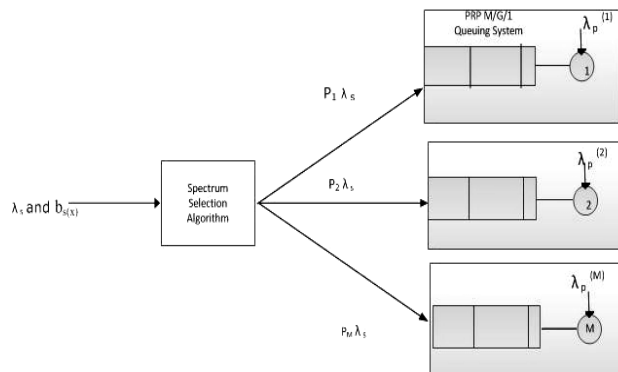 PRP M/G/1
Queuing System
λp (1)
1
P1 λs
λs and bs(x)
Spectrum
Selection
Algorithm
P2 λs
λp (2)
2
PM λs
λp (M)
M